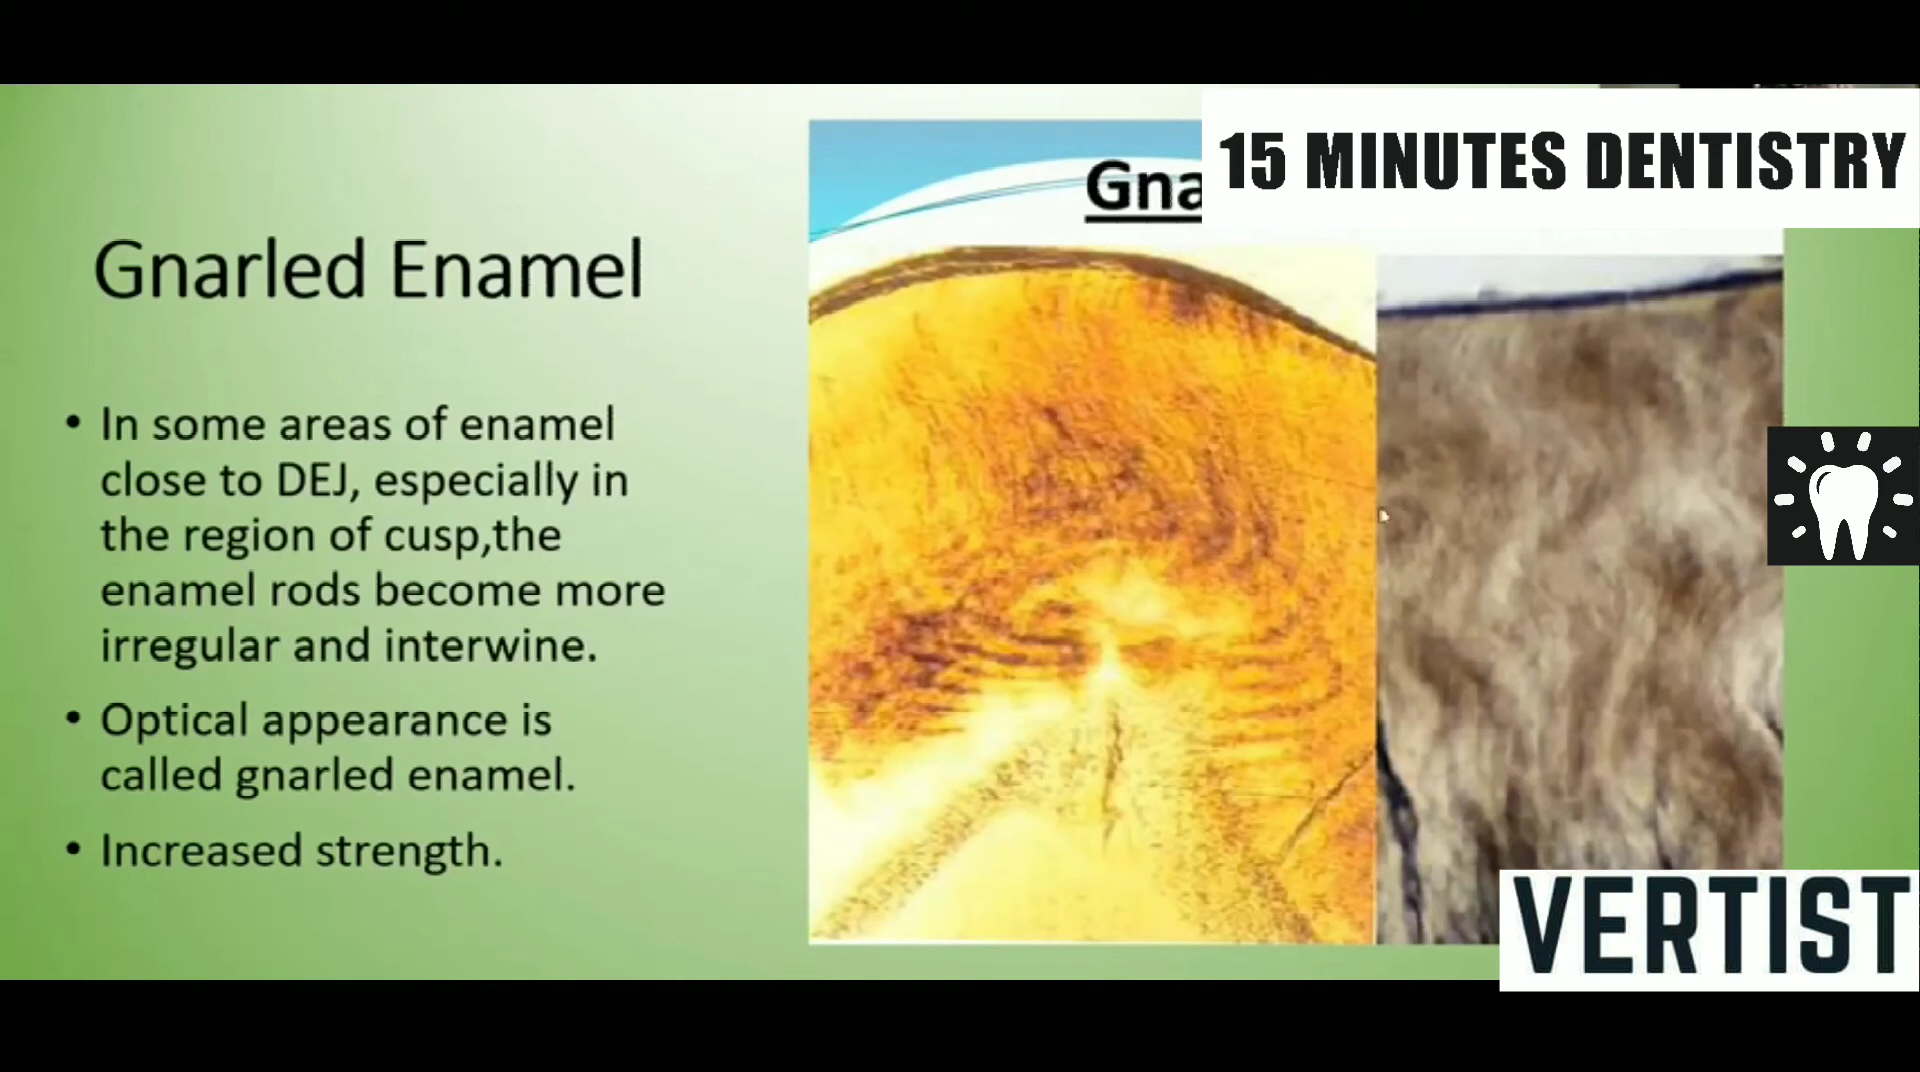 15 MINUTES DENTISTRY
Gna
Gnarled Enamel
• In some areas of enamel
close to DEJ, especially in
the region of cusp,the
enamel rods become more
irregular and interwine.
• Optical appearance is
called gnarled enamel.
• Increased strength.
VERTIST